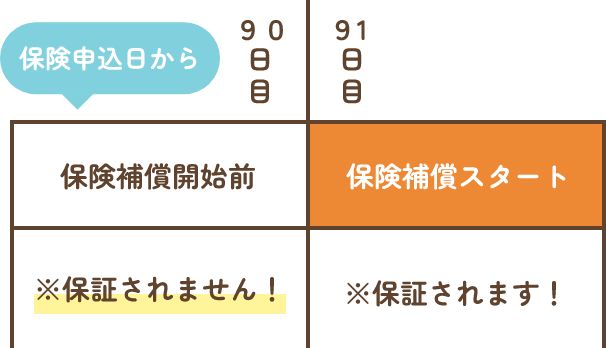 保険申込日から
90日目
91日目
保険補償開始前
保険補償スタート
※保証されません！
※保証されます！